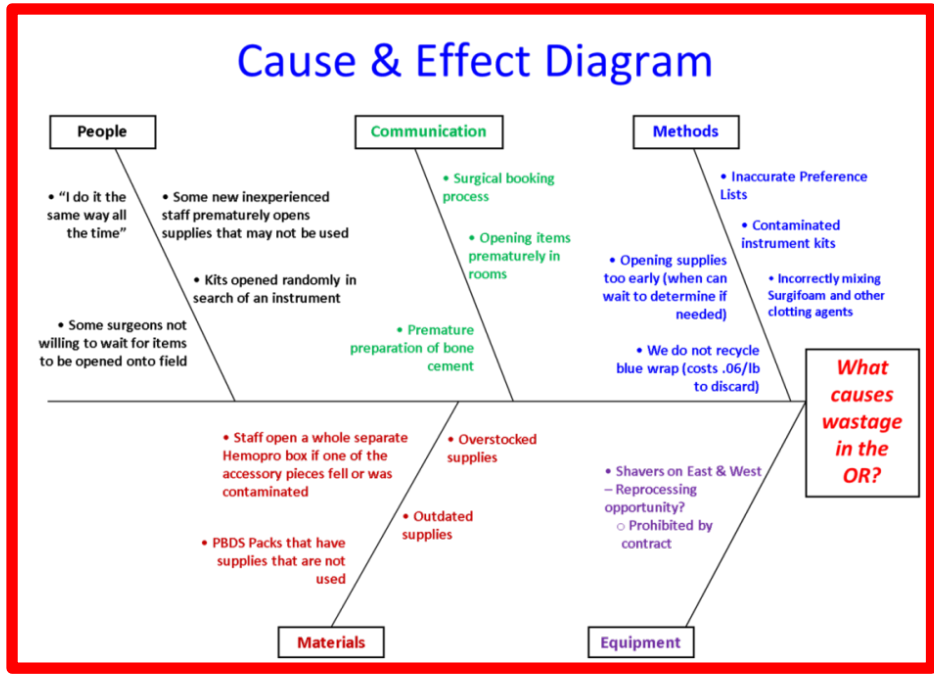 Cause & Effect Diagram
People
• "I do it the
same way all
the time"
• Some new inexperienced
staff prematurely opens
supplies that may not be used
• Kits opened randomly in
search of an instrument
• Some surgeons not
willing to wait for items
to be opened onto field
Communication
• Surgical booking
process
• Opening items
prematurely in
rooms
• Premature
preparation of bone
cement
Methods
• Inaccurate Preference
Lists
• Contaminated
instrument kits
• Opening supplies
too early (when can
wait to determine if
needed)
• Incorrectly mixing
Surgifoam and other
clotting agents
• We do not recycle
blue wrap (costs .06/lb
to discard)
What
causes
wastage
in the
OR?
• Staff open a whole separate
Hemopro box if one of the
accessory pieces fell or was
contaminated
• Overstocked
supplies
• Outdated
supplies
• PBDS Packs that have
supplies that are not
used
Materials
• Shavers on East & West
– Reprocessing
opportunity?
○ Prohibited by
contract
Equipment